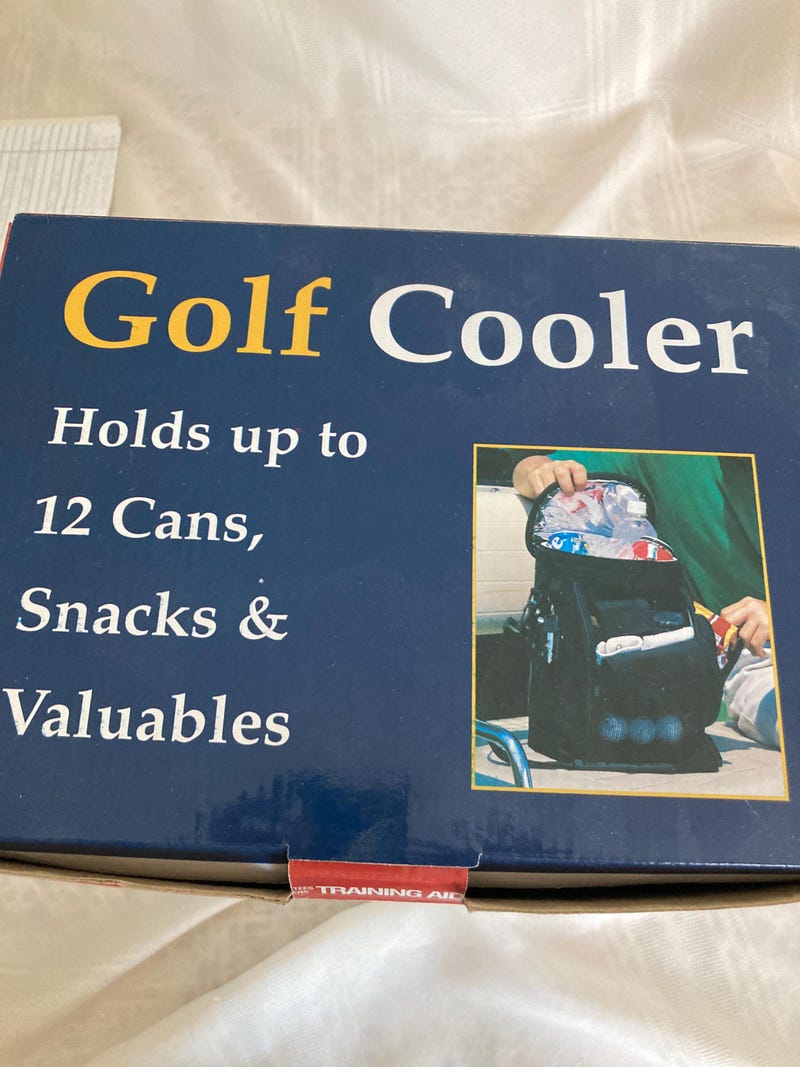 Golf Cooler
Holds up to
12 Cans,
Snacks &
Valuables
TRAINING AID